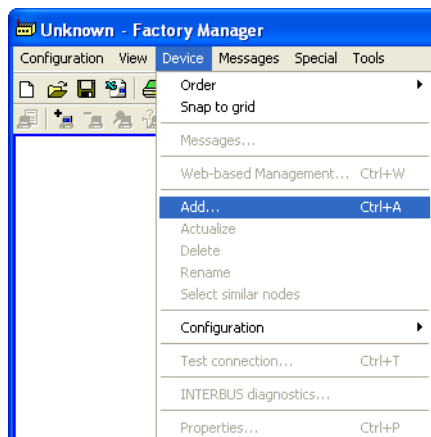 Unknown - Factory Manager
Configuration View Device Messages Special Tools
Order
Snap to grid
Messages...
Web-based Management... Ctrl+W
Add... Ctrl+A
Actualize
Delete
Rename
Select similar nodes
Configuration
Test connection... Ctrl+T
INTERBUS diagnostics...
Properties... Ctrl+P